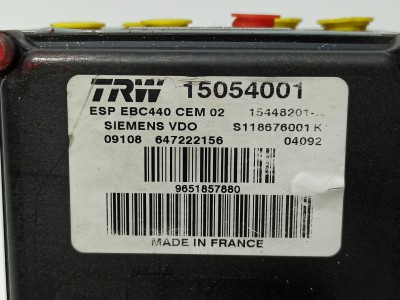 TRW 15054001
ESP EBC440 CEM 02 15448201-
SIEMENS VDO S118676001 K
09108 647222156 04092
9651857880
MADE IN FRANCE